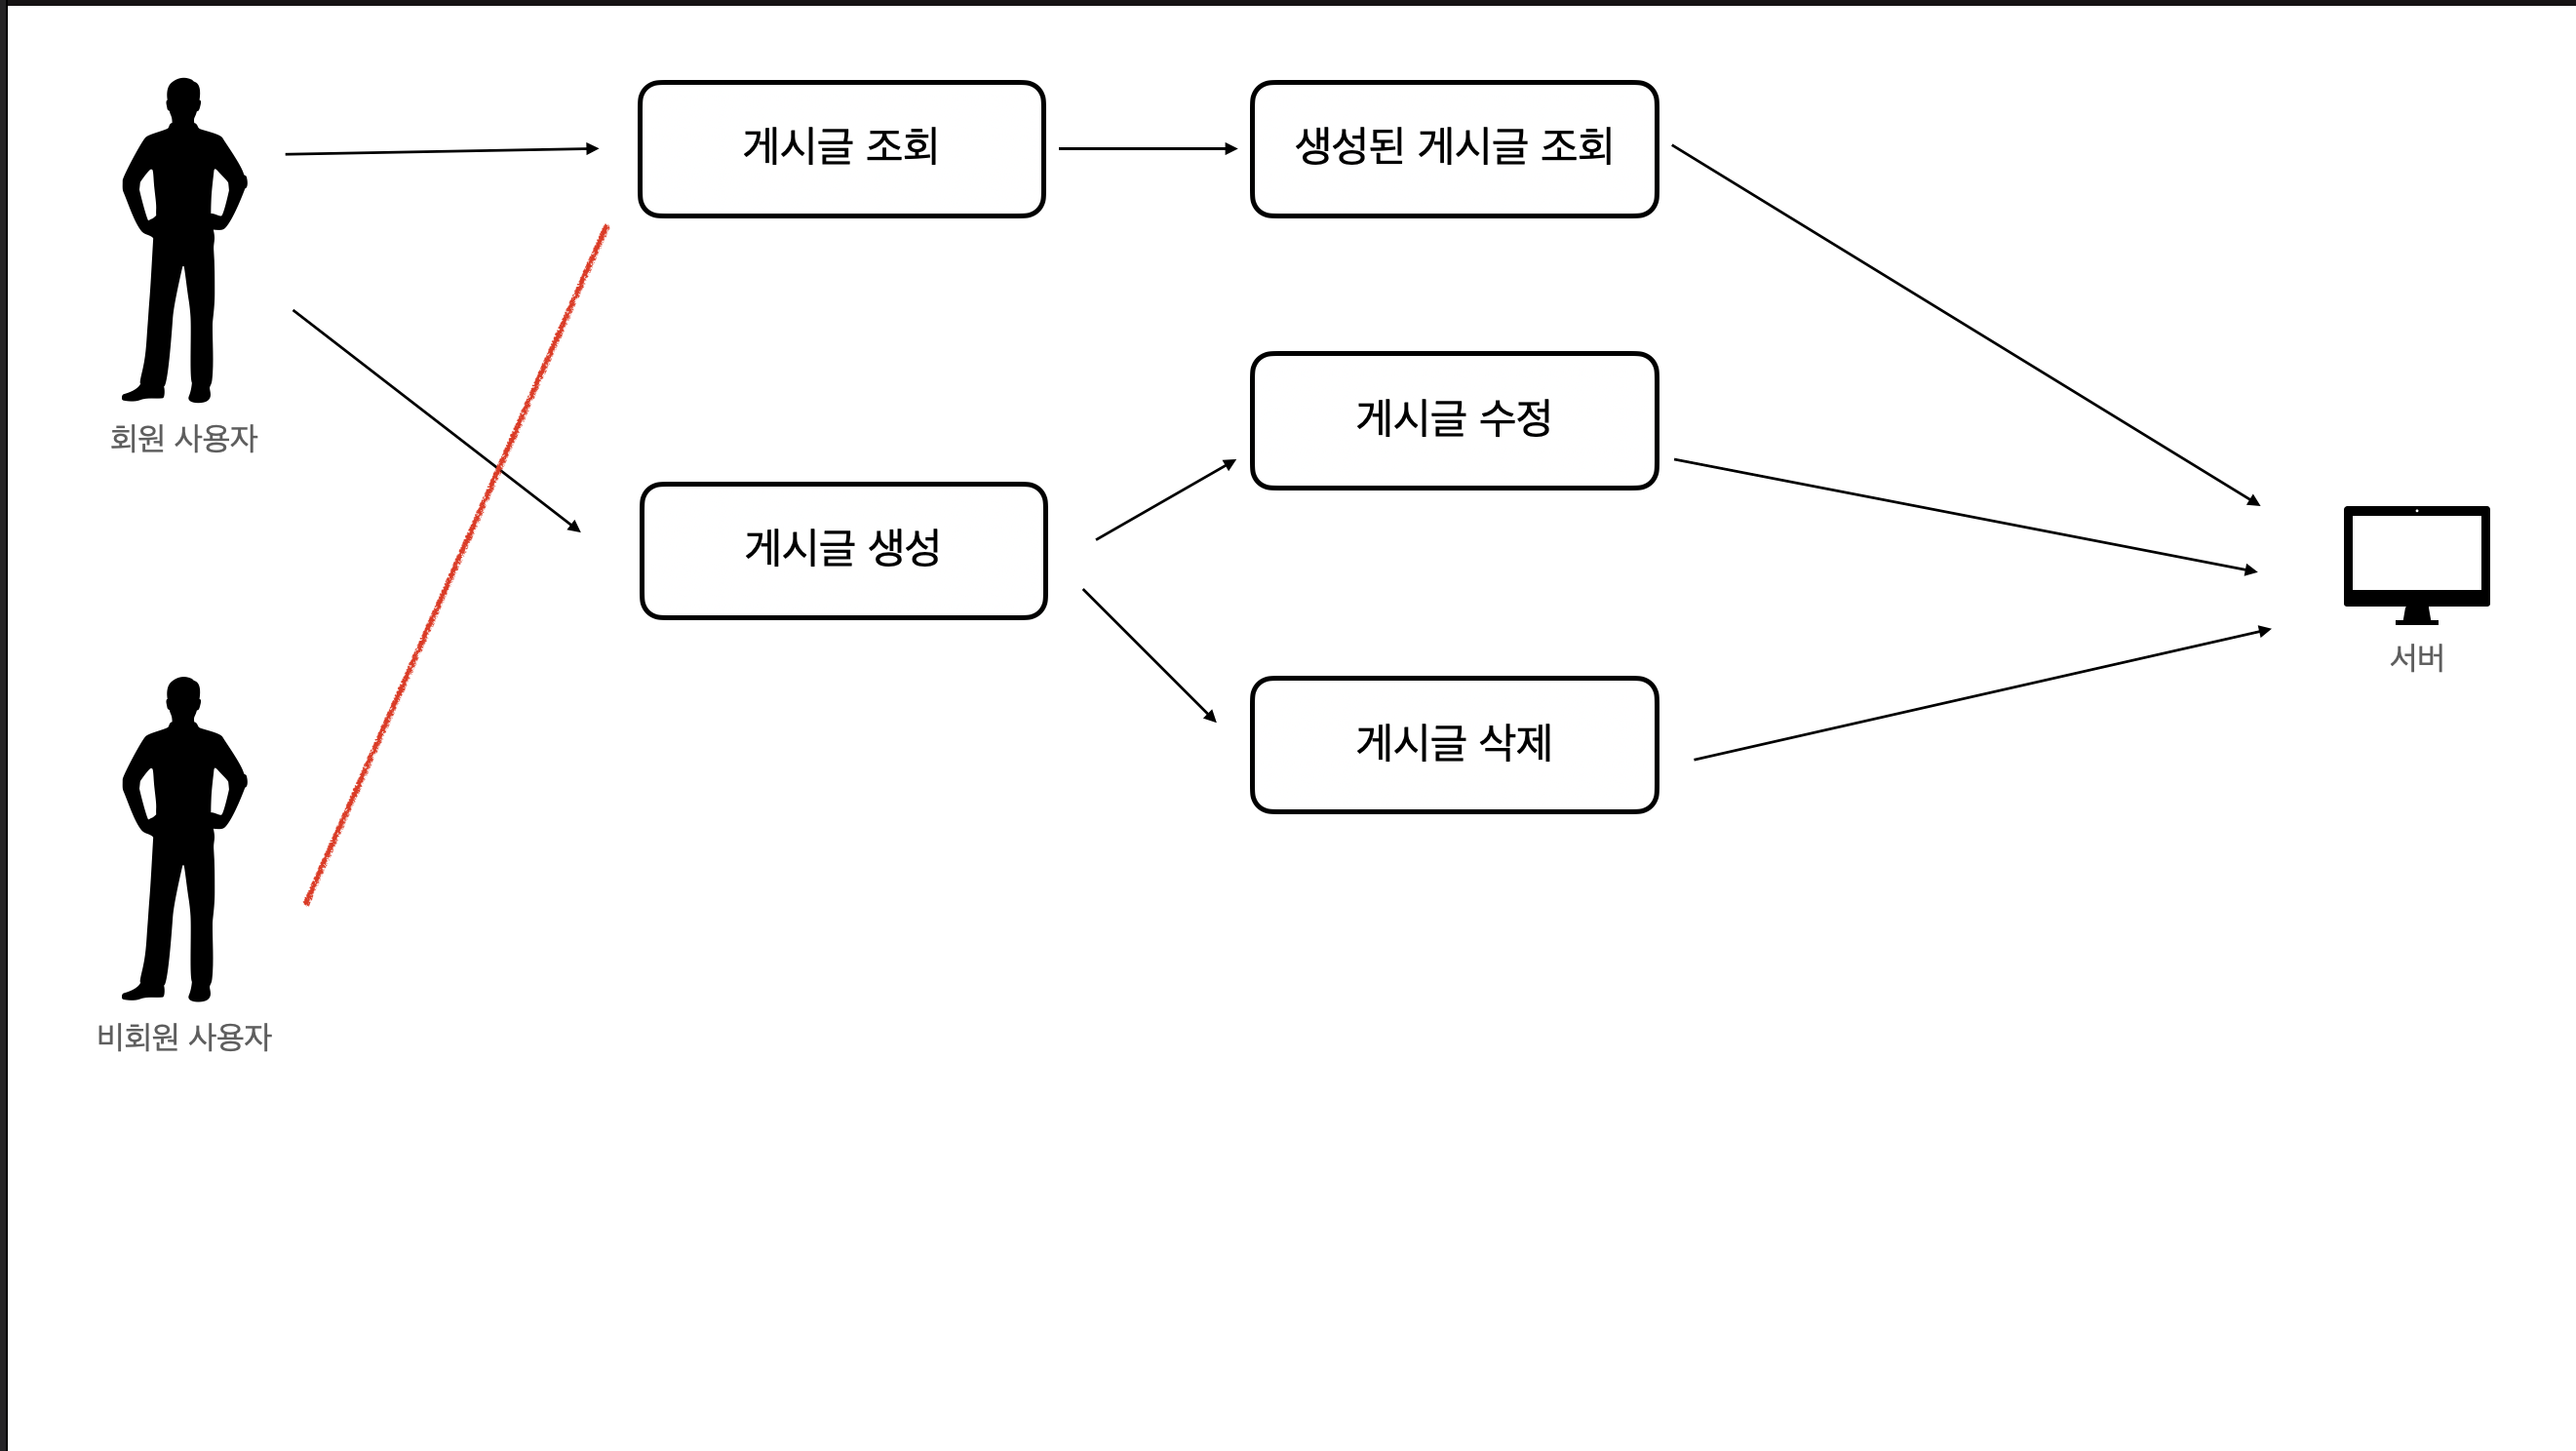 게시글 조회
생성된 게시글 조회
회원 사용자
게시글 수정
게시글 생성
서버
게시글 삭제
비회원 사용자